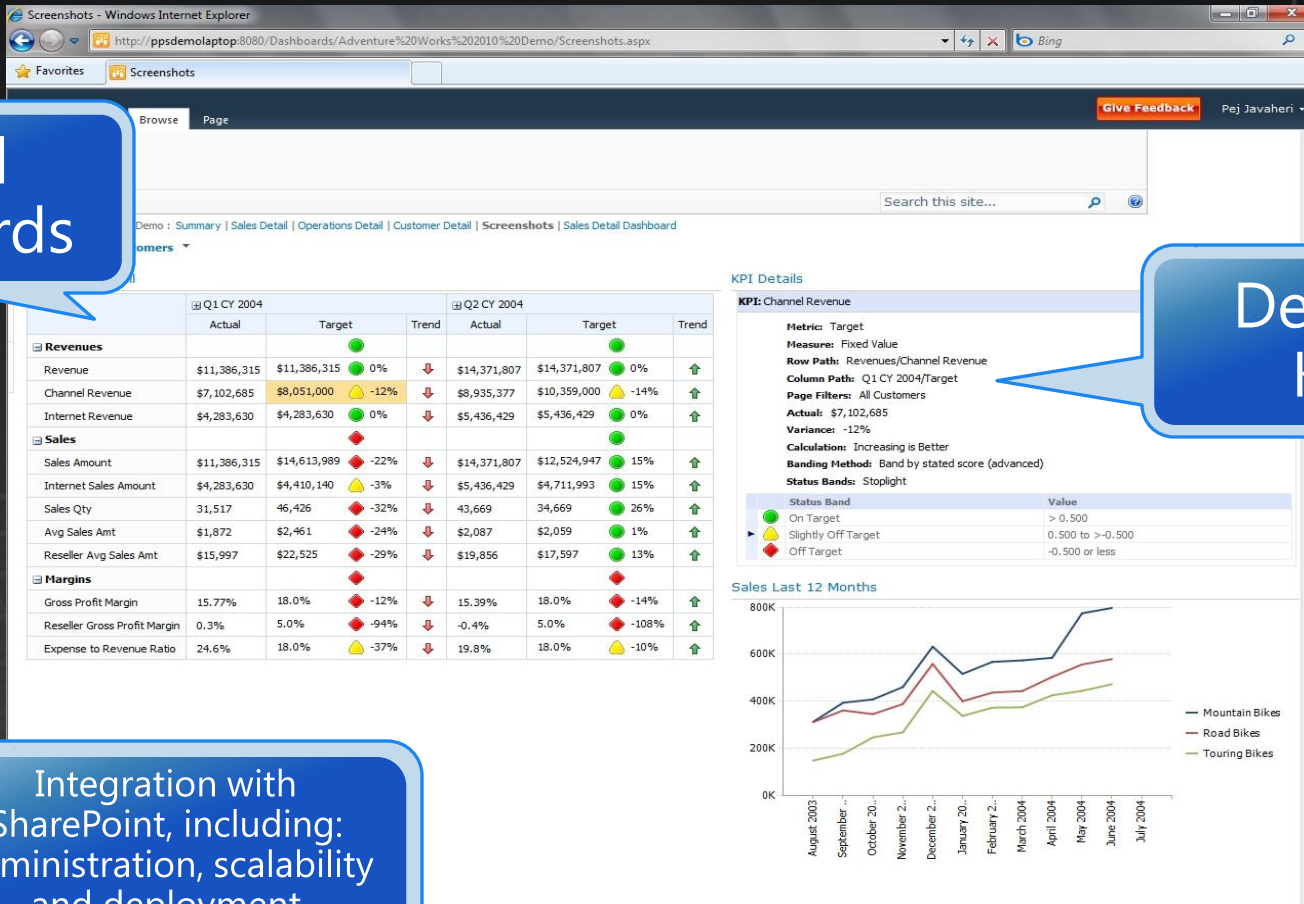 Screenshots - Windows Internet Explorer
http://ppsdemolaptop:8080/Dashboards/Adventure%20Works%202010%20Demo/Screenshots.aspx
Bing
Favorites Screenshots
Browse Page Give Feedback Pej Javaheri
Search this site...
Demo : Summary | Sales Detail | Operations Detail | Customer Detail | Screenshots | Sales Detail Dashboard
Q1 CY 2004 Q2 CY 2004
Actual Target Trend Actual Target Trend
Revenues
Revenue $11,386,315 $11,386,315 0% $14,371,807 $14,371,807 0%
Channel Revenue $7,102,685 $8,051,000 -12% $8,935,377 $10,359,000 -14%
Internet Revenue $4,283,630 $4,283,630 0% $5,436,429 $5,436,429 0%
Sales
Sales Amount $11,386,315 $14,613,989 -22% $14,371,807 $12,524,947 15%
Internet Sales Amount $4,283,630 $4,410,140 -3% $5,436,429 $4,711,993 15%
Sales Qty 31,517 46,426 -32% 43,669 34,669 26%
Avg Sales Amt $1,872 $2,461 -24% $2,087 $2,059 1%
Reseller Avg Sales Amt $15,997 $22,525 -29% $19,856 $17,597 13%
Margins
Gross Profit Margin 15.77% 18.0% -12% 15.39% 18.0% -14%
Reseller Gross Profit Margin 0.3% 5.0% -94% -0.4% 5.0% -108%
Expense to Revenue Ratio 24.6% 18.0% -37% 19.8% 18.0% -10%
KPI Details
KPI: Channel Revenue
Metric: Target
Measure: Fixed Value
Row Path: Revenues/Channel Revenue
Column Path: Q1 CY 2004/Target
Page Filters: All Customers
Actual: $7,102,685
Variance: -12%
Calculation: Increasing is Better
Banding Method: Band by stated score (advanced)
Status Bands: Stoplight
Status Band Value
On Target > 0.500
Slightly Off Target 0.500 to >-0.500
Off Target -0.500 or less
Sales Last 12 Months
800K
600K
400K
200K
0K
August 2003
September ..
October 20..
November 2..
December 2..
January 20..
February 2..
March 2004
April 2004
May 2004
June 2004
July 2004
Mountain Bikes
Road Bikes
Touring Bikes
Integration with
SharePoint, including:
ministration, scalability
and deployment